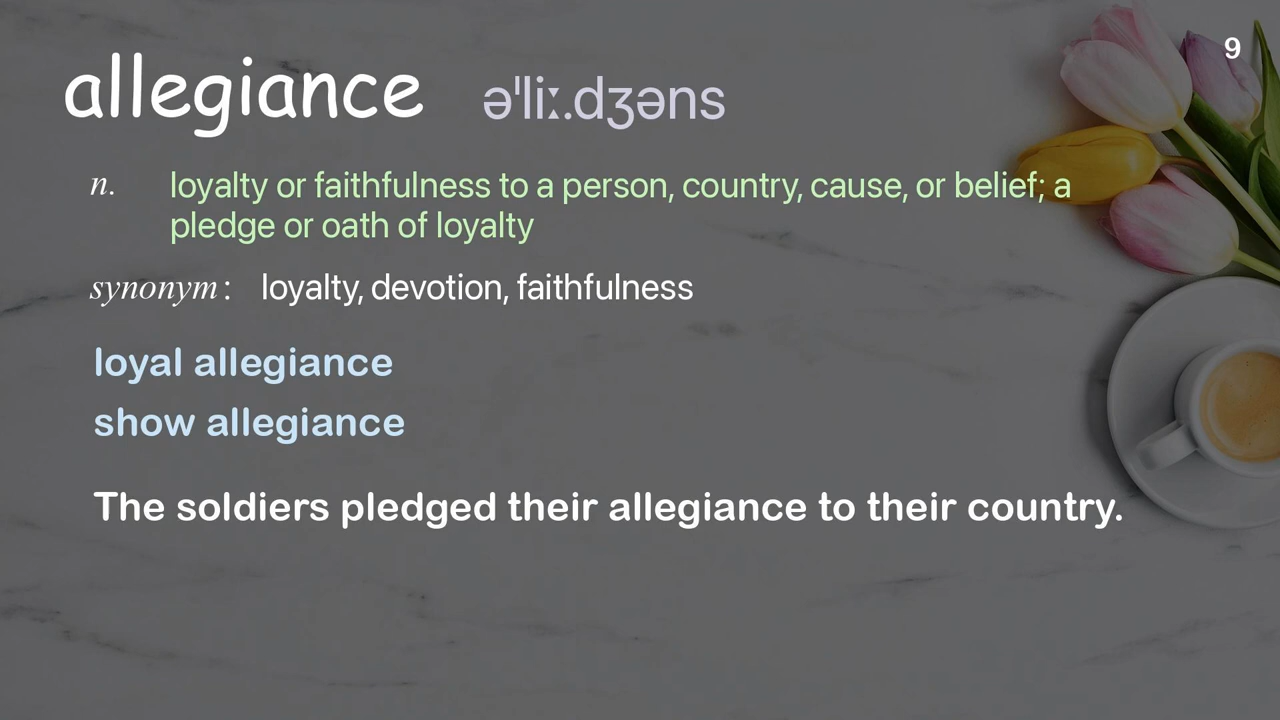 9
allegiance əˈliː.dʒəns
n. loyalty or faithfulness to a person, country, cause, or belief; a
pledge or oath of loyalty
synonym: loyalty, devotion, faithfulness
loyal allegiance
show allegiance
The soldiers pledged their allegiance to their country.